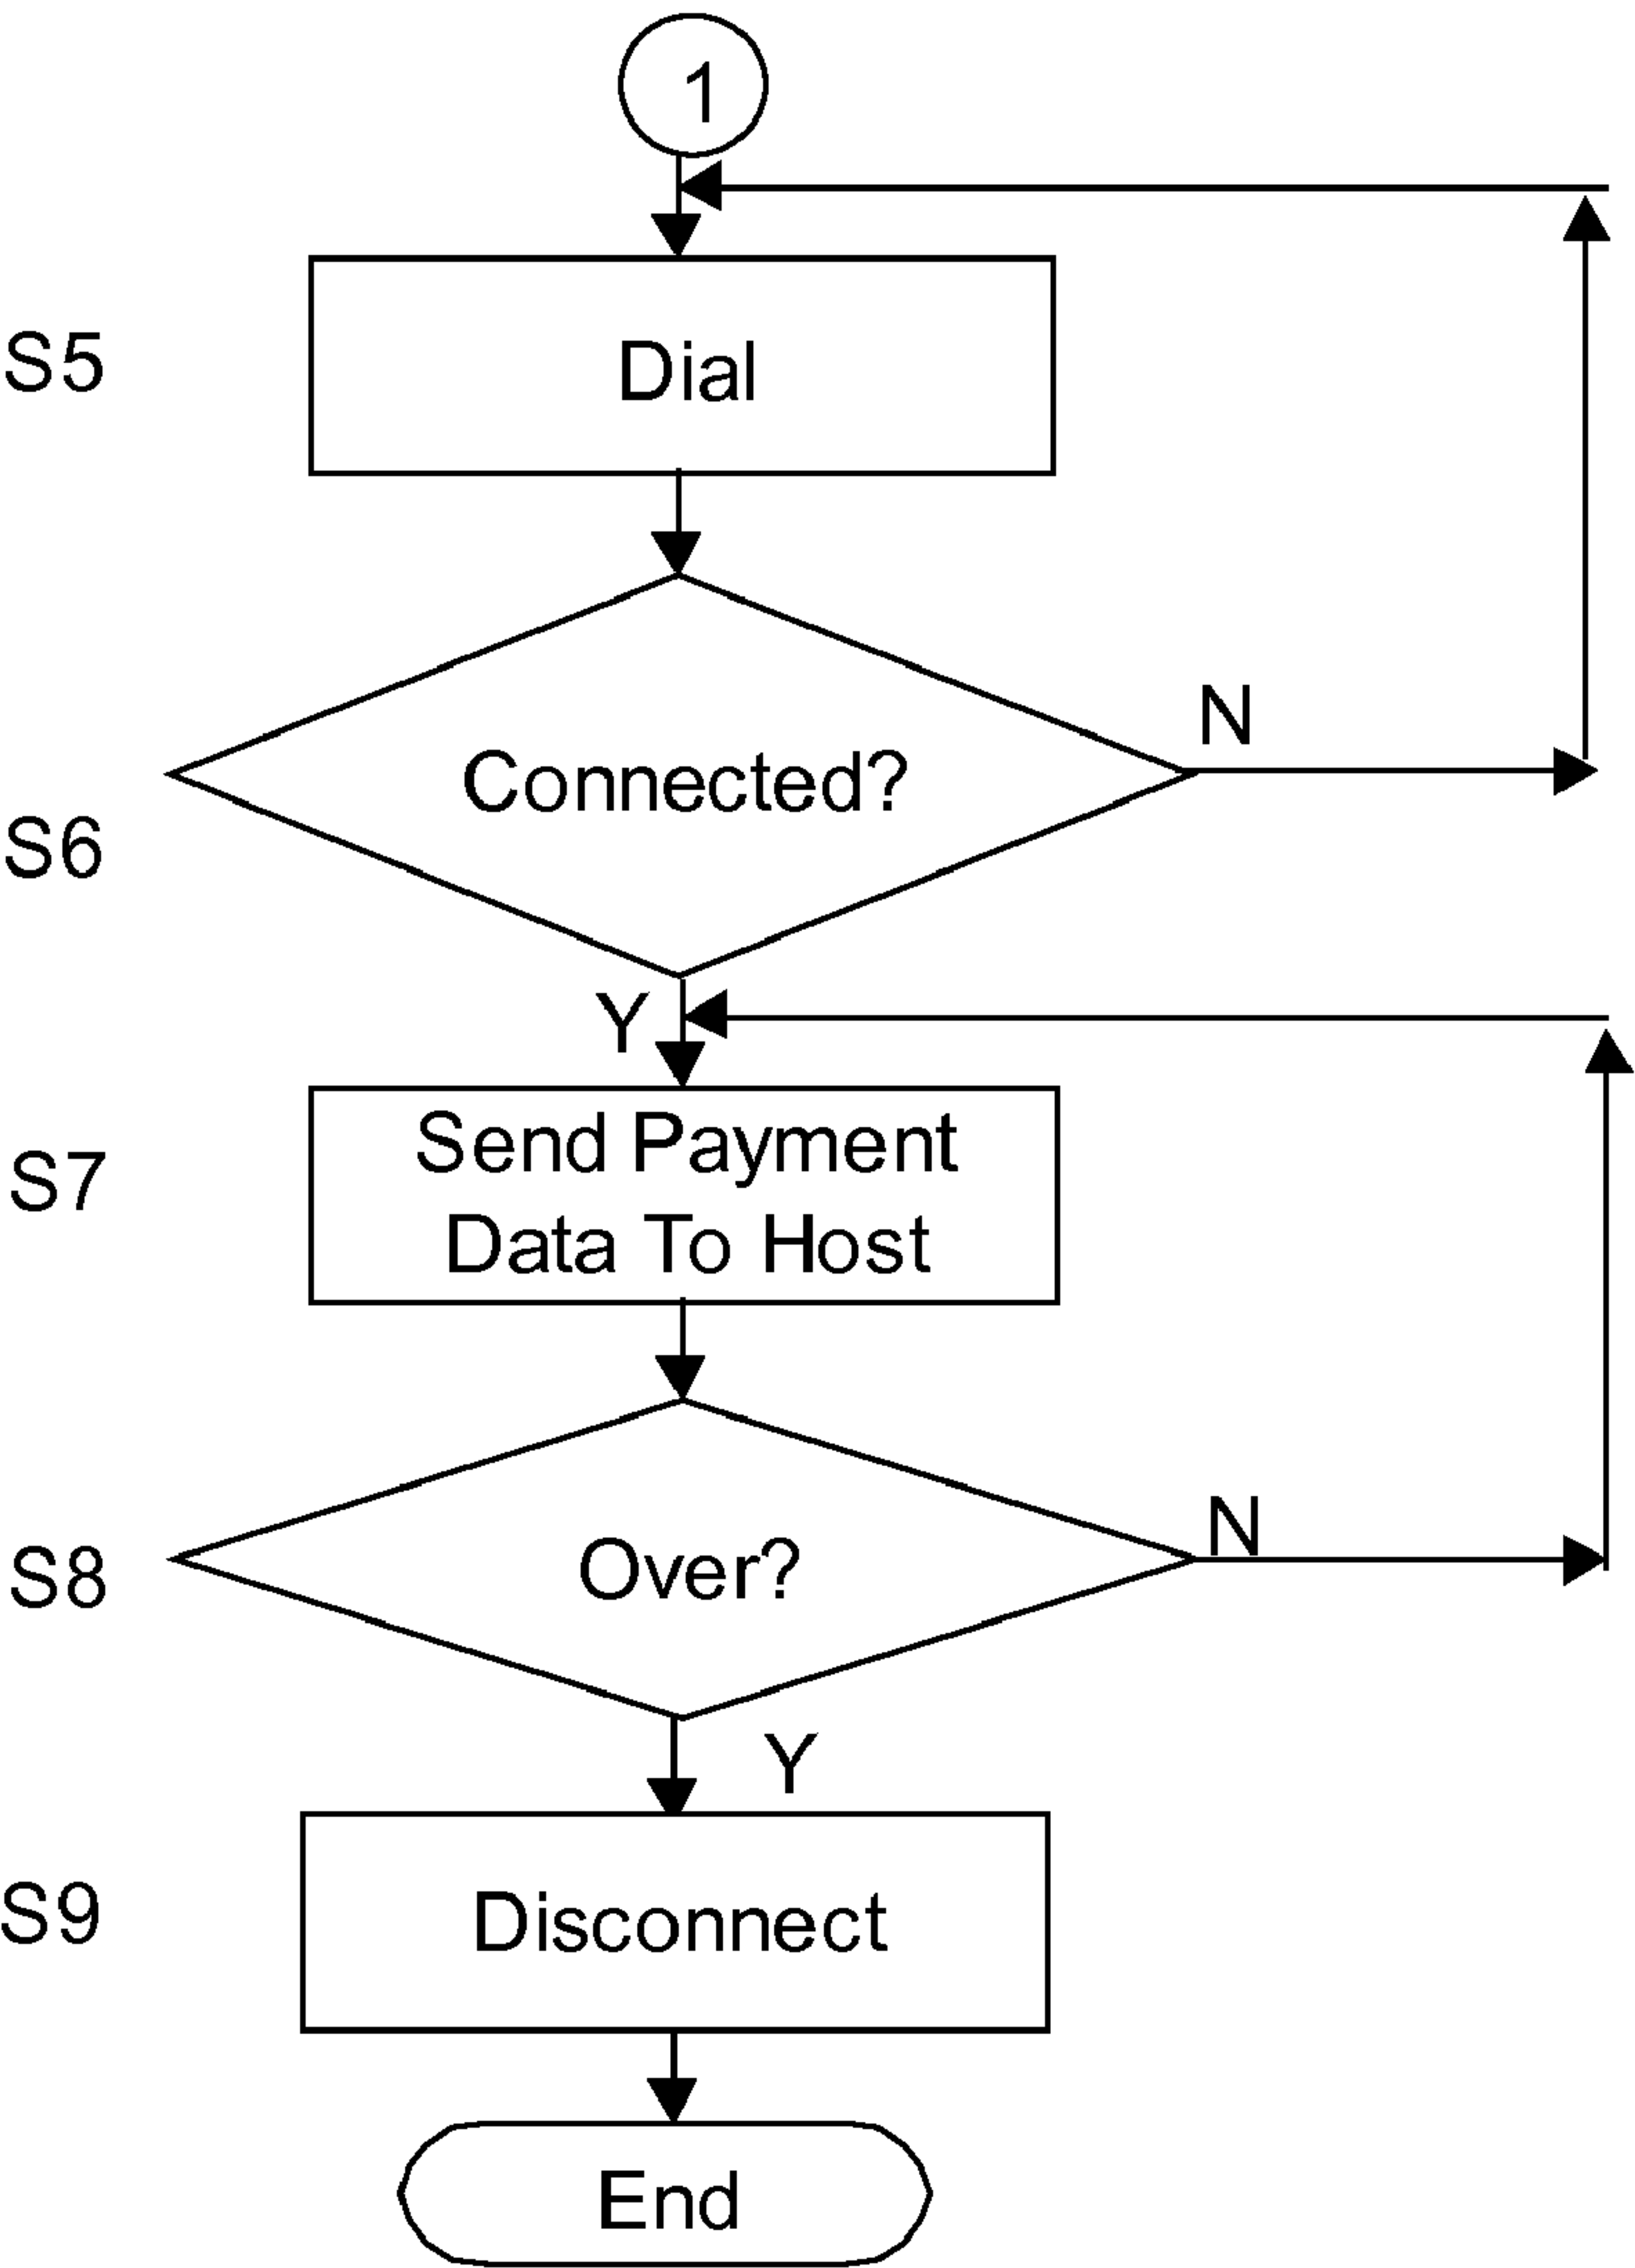 1
S5
Dial
N
Connected?
S6
Y
Send Payment
S7
Data To Host
N
Over?
S8
Y
S9
Disconnect
End